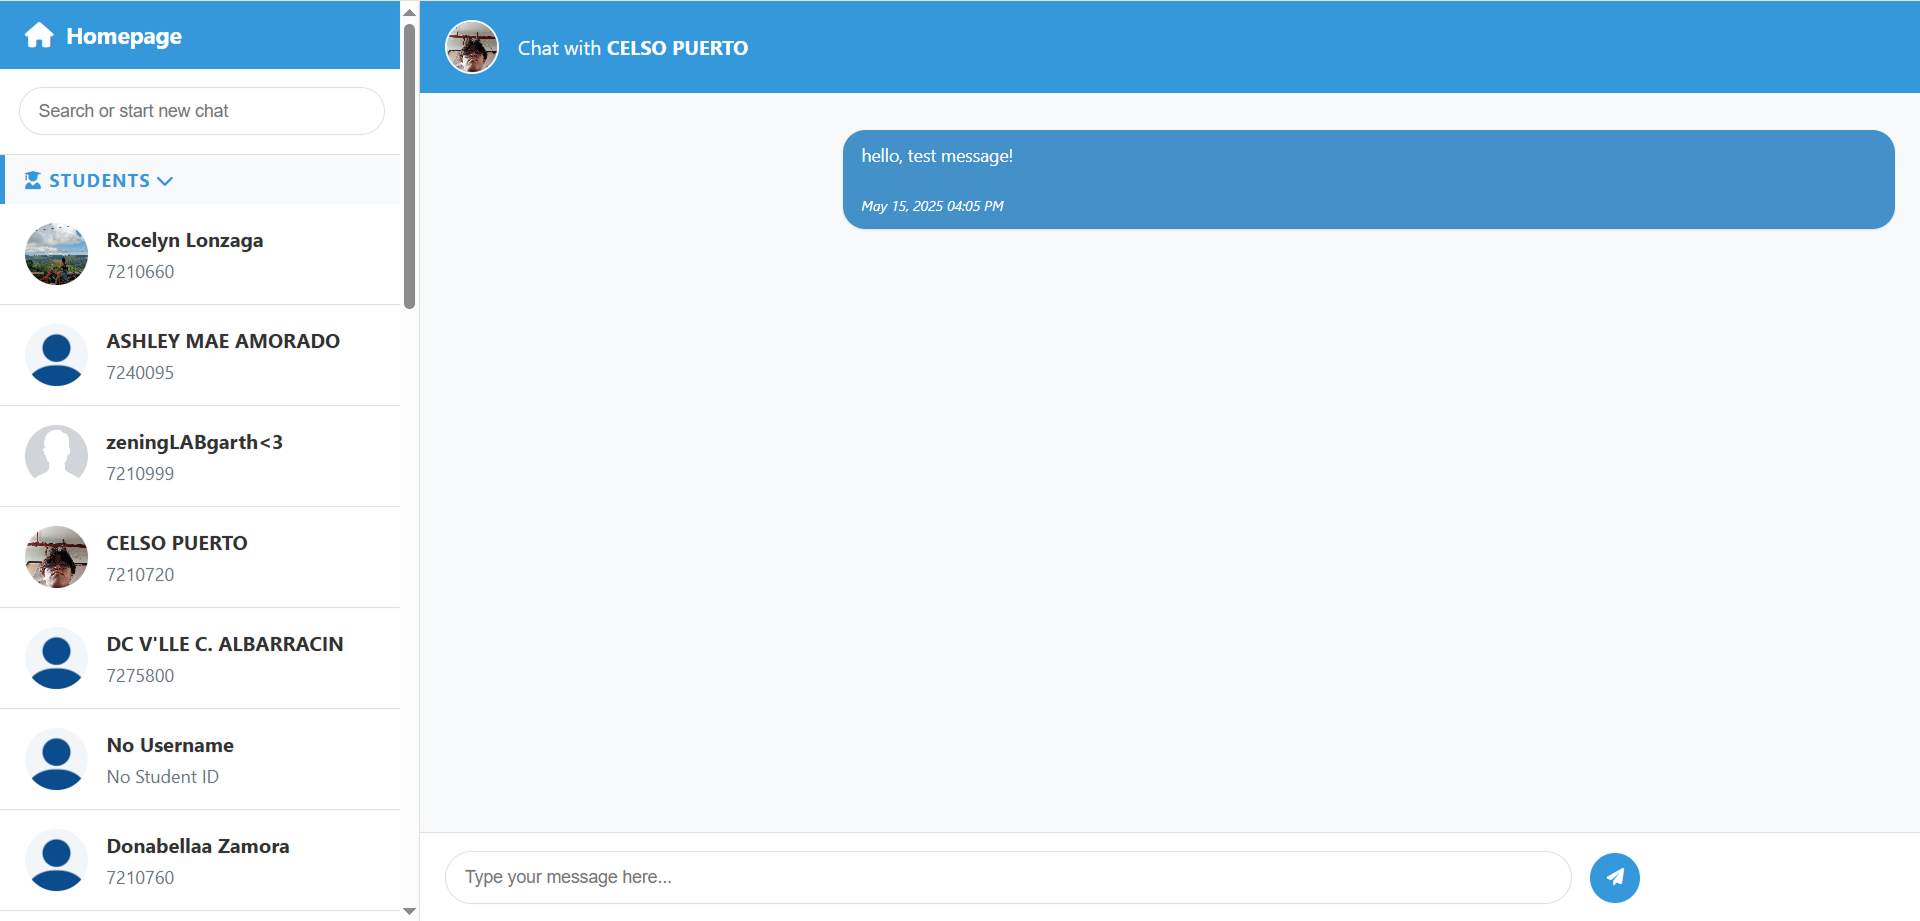 Homepage
Search or start new chat
STUDENTS
Rocelyn Lonzaga
7210660
ASHLEY MAE AMORADO
7240095
zeningLABgarth<3
7210999
CELSO PUERTO
7210720
DC V'LLE C. ALBARRACIN
7275800
No Username
No Student ID
Donabellaa Zamora
7210760
Chat with CELSO PUERTO
hello, test message!
May 15, 2025 04:05 PM
Type your message here...